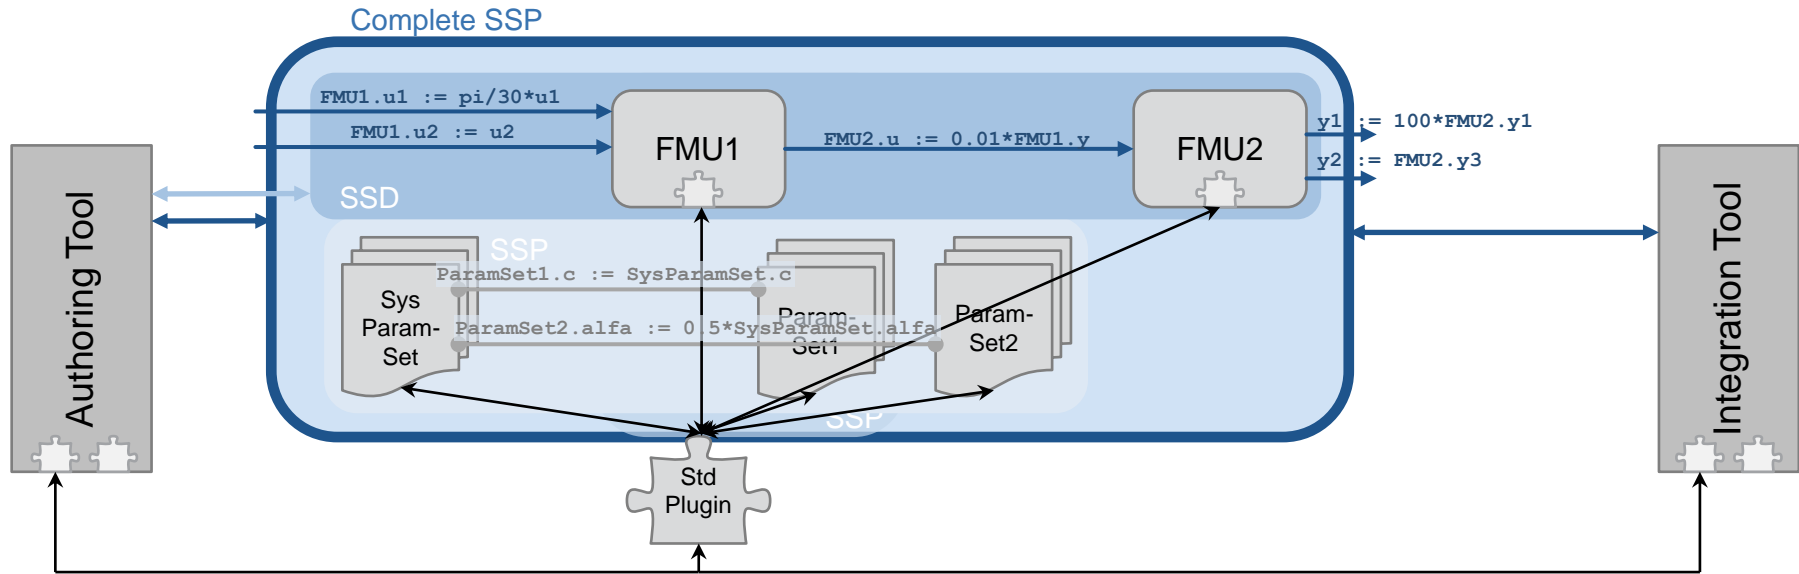 Complete SSP
FMU1.u1 := pi/30*u1
FMU1.u2 := u2
FMU1
FMU2.u := 0.01*FMU1.y
FMU2
y1 := 100*FMU2.y1
y2 := FMU2.y3
SSD
Authoring Tool
Integration Tool
SSP
ParamSet1.c := SysParamSet.c
Sys
Param-
Set
ParamSet2.alfa := 0.5*SysParamSet.alfa
Param-
Set1
Param-
Set2
SSP
Std
Plugin